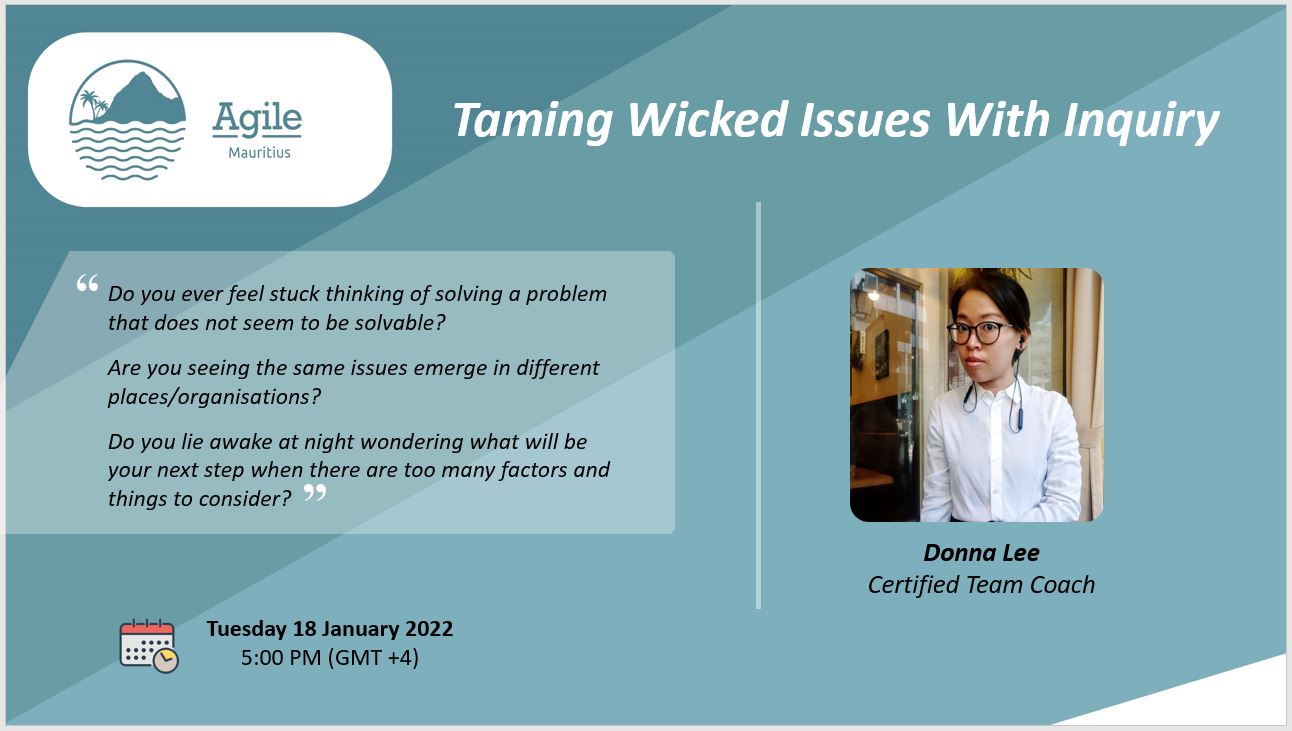 Agile
Mauritius
Taming Wicked Issues With Inquiry
“ Do you ever feel stuck thinking of solving a problem
that does not seem to be solvable?
Are you seeing the same issues emerge in different
places/organisations?
Do you lie awake at night wondering what will be
your next step when there are too many factors and
things to consider? ”
Donna Lee
Certified Team Coach
Tuesday 18 January 2022
5:00 PM (GMT +4)